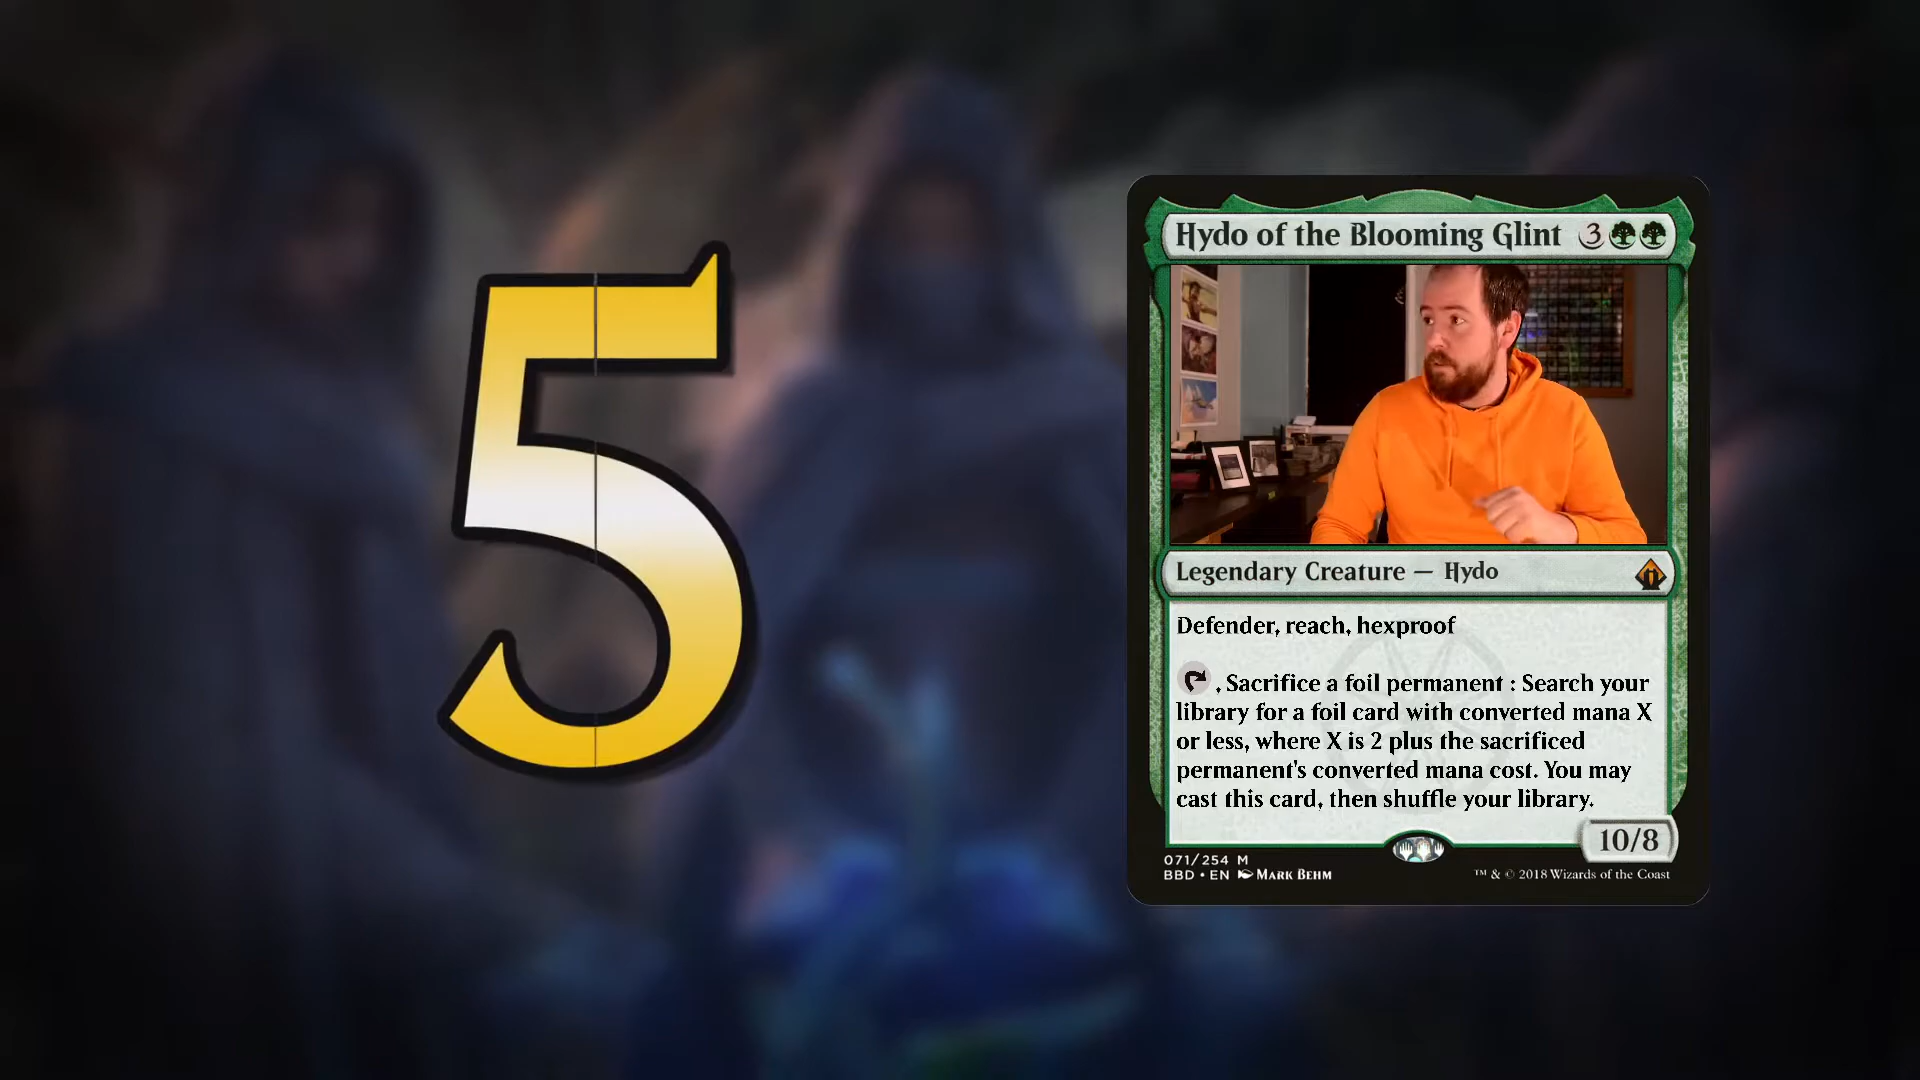 5
Hydo of the Blooming Glint 3
Legendary Creature — Hydo
Defender, reach, hexproof
, Sacrifice a foil permanent : Search your
library for a foil card with converted mana X
or less, where X is 2 plus the sacrificed
permanent's converted mana cost. You may
cast this card, then shuffle your library.
10/8
071/254 M
BBD • EN MARK BEHM
™ & © 2018 Wizards of the Coast